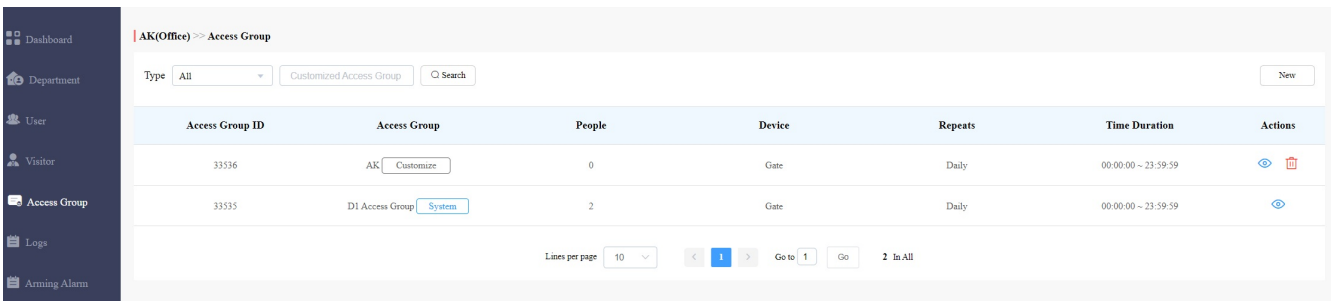 Dashboard
Department
User
Visitor
Access Group
Logs
Arming Alarm
AK(Office) >> Access Group
Type All Customized Access Group Search New
Access Group ID Access Group People Device Repeats Time Duration Actions
33536 AK Customize 0 Gate Daily 00:00:00 ~ 23:59:59
33535 D1 Access Group System 2 Gate Daily 00:00:00 ~ 23:59:59
Lines per page 10 < 1 > Go to 1 Go 2 In All